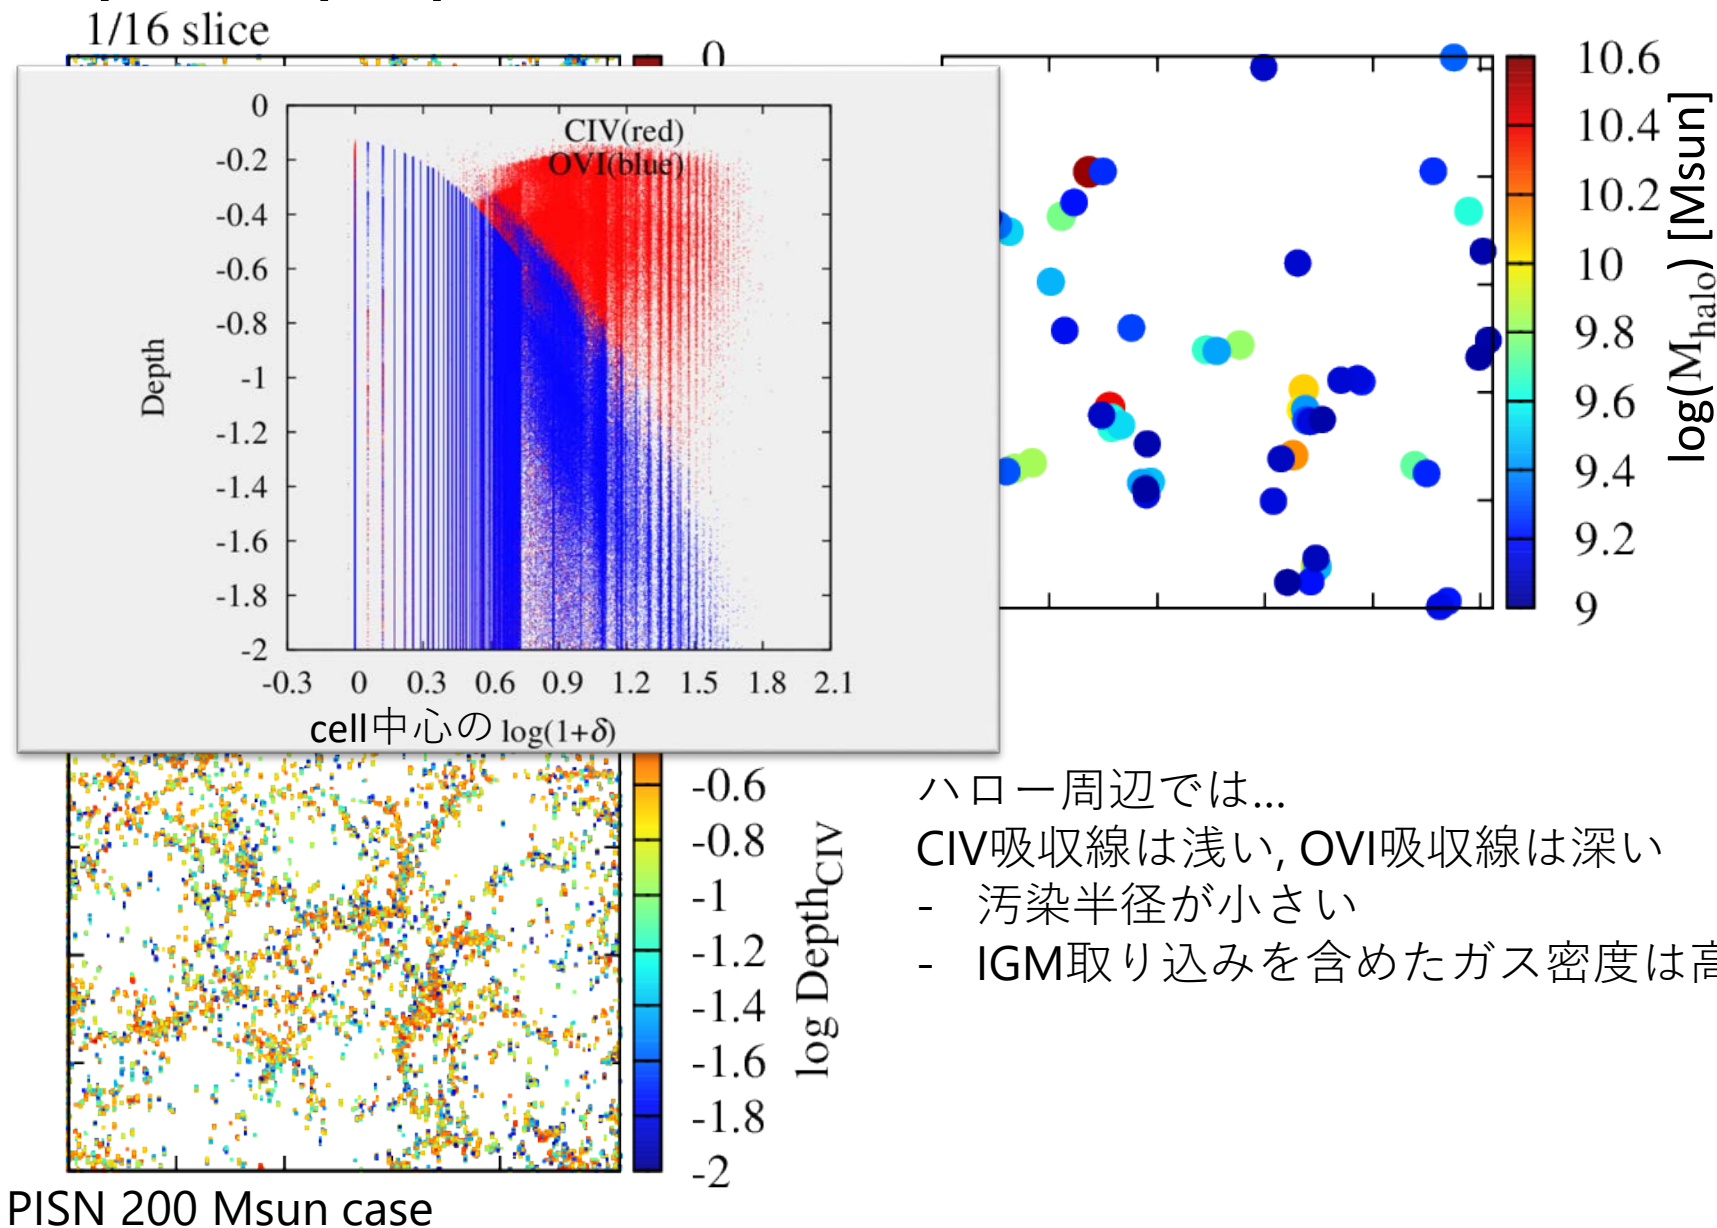 1/16 slice
0
0
-0.2
-0.4
-0.6
-0.8
-1
-1.2
-1.4
-1.6
-1.8
-2
Depth
CIV(red)
OVI(blue)
-0.3 0 0.3 0.6 0.9 1.2 1.5 1.8 2.1
cell中心の log(1+δ)
10.6
10.4
10.2
10
9.8
9.6
9.4
9.2
9
log(Mhalo) [Msun]
-0.6
-0.8
-1
-1.2
-1.4
-1.6
-1.8
-2
log DepthCIV
ハロー周辺では...
CIV吸収線は浅い, OVI吸収線は深い
- 汚染半径が小さい
- IGM取り込みを含めたガス密度は高
PISN 200 Msun case